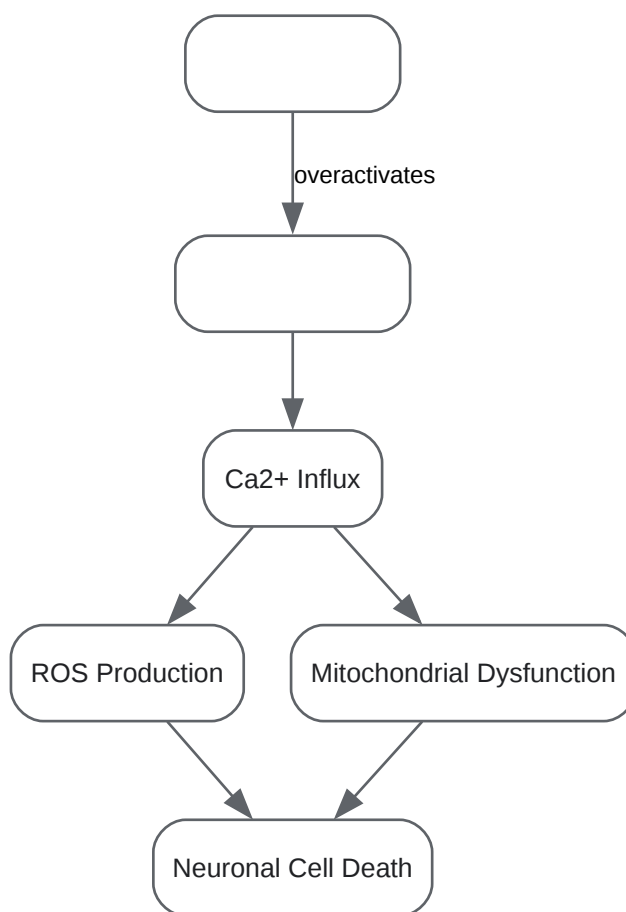 overactivates
Ca2+ Influx
ROS Production
Mitochondrial Dysfunction
Neuronal Cell Death